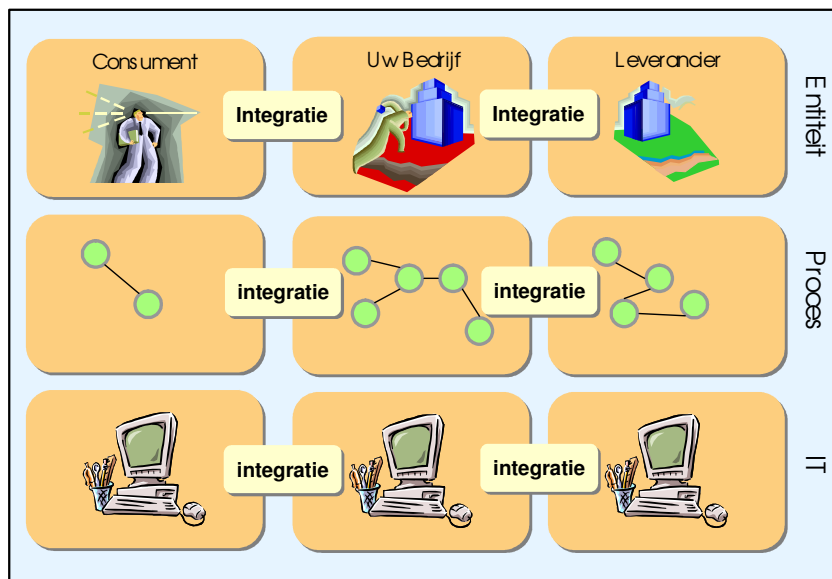 Consument
Uw Bedrijf
Leverancier
Integratie
Integratie
Entiteit
integratie
integratie
Proces
integratie
integratie
IT